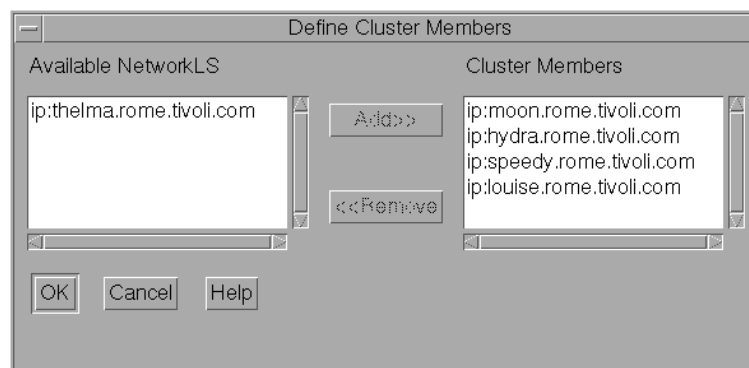 Define Cluster Members
Available NetworkLS
Cluster Members
ip:thelma.rome.tivoli.com
Add>>
<<Remove
ip:moon.rome.tivoli.com
ip:hydra.rome.tivoli.com
ip:speedy.rome.tivoli.com
ip:louise.rome.tivoli.com
OK
Cancel
Help